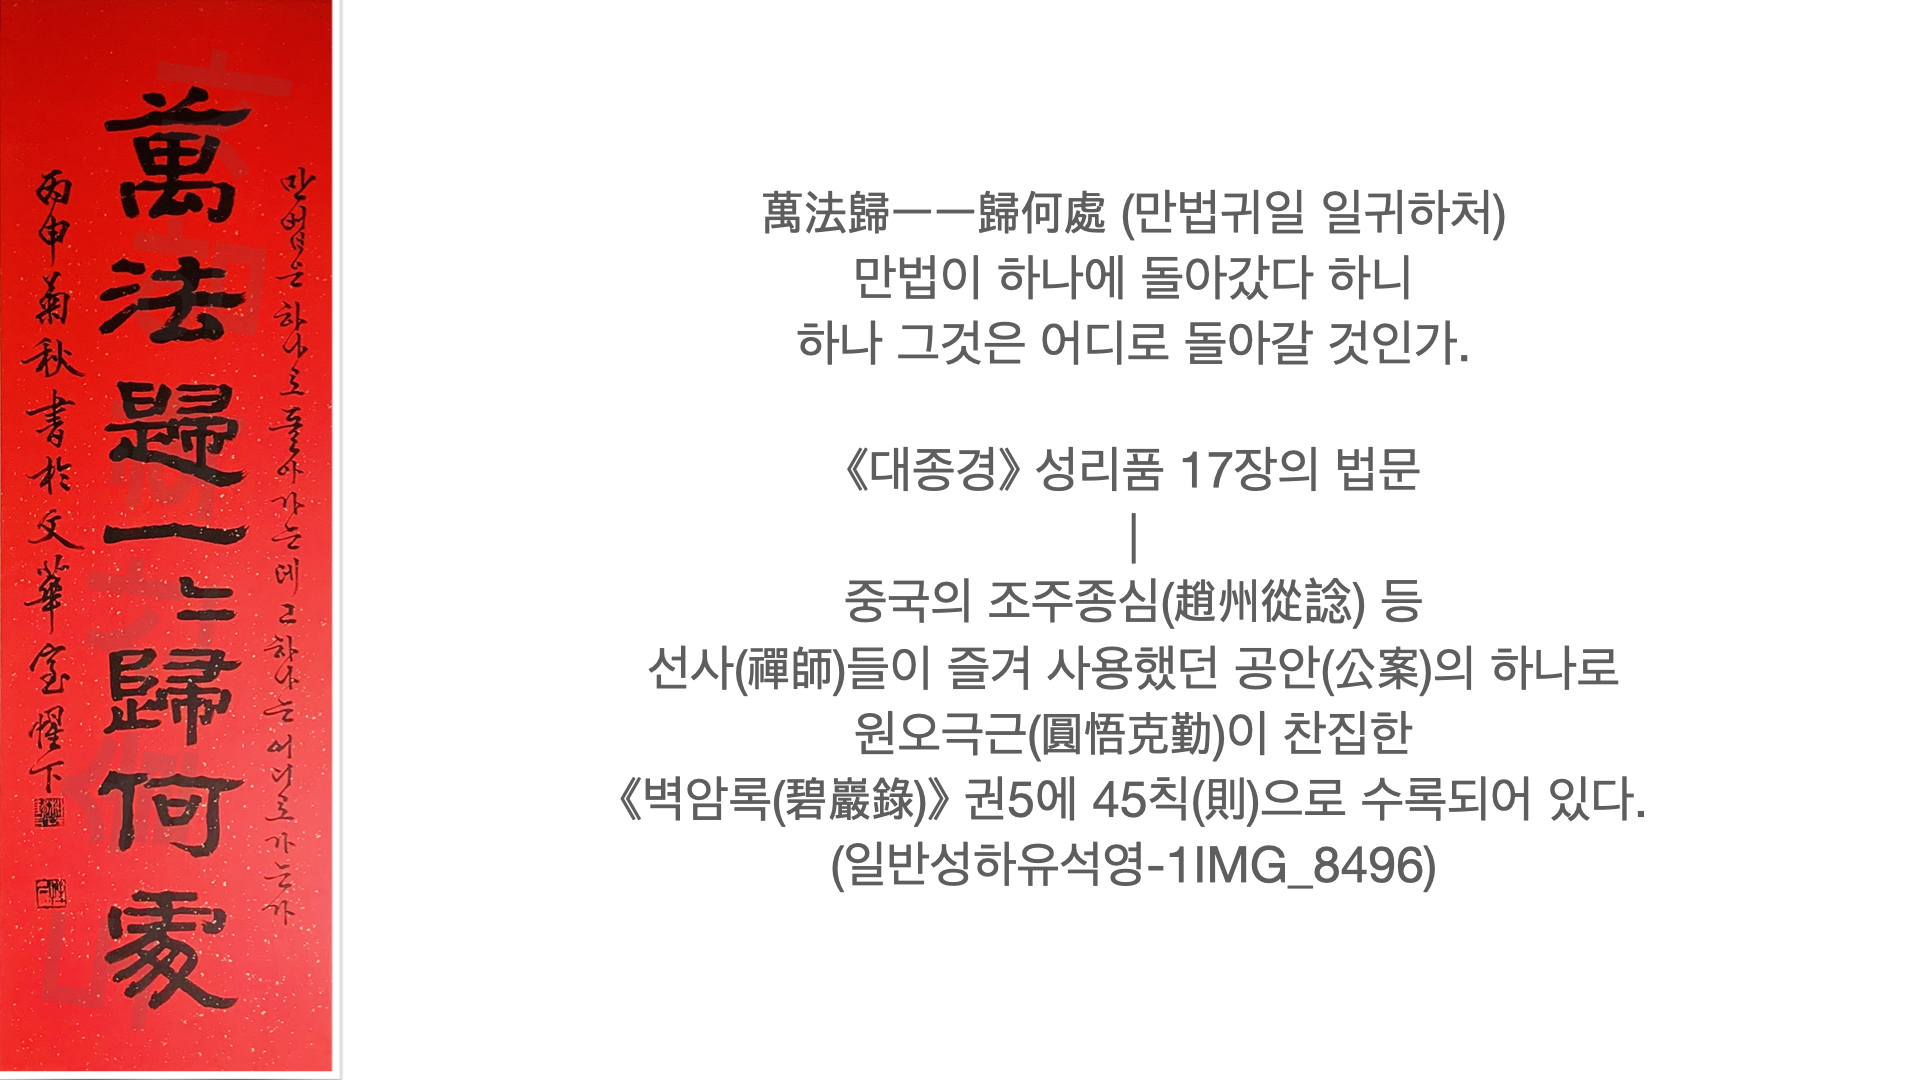 만법은 하나로 돌아가는데 그 하나는 어디로 가는가
萬法歸一〻歸何處
丙申菊秋書於文華室惺下
萬法歸一一歸何處 (만법귀일 일귀하처)
만법이 하나에 돌아갔다 하니
하나 그것은 어디로 돌아갈 것인가.
《대종경》 성리품 17장의 법문
|
중국의 조주종심(趙州從諗) 등
선사(禪師)들이 즐겨 사용했던 공안(公案)의 하나로
원오극근(圓悟克勤)이 찬집한
《벽암록(碧巖錄)》 권5에 45칙(則)으로 수록되어 있다.
(일반성하유석영-1IMG_8496)